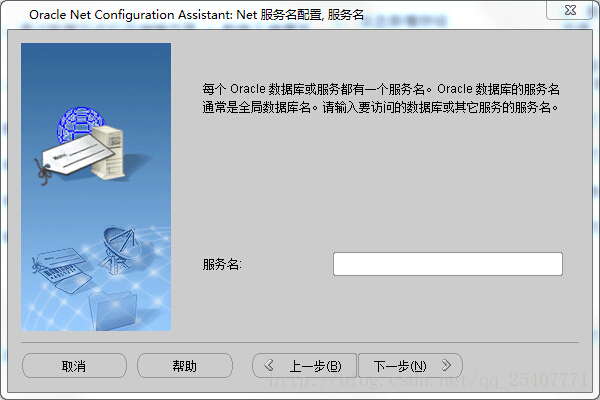 Oracle Net Configuration Assistant: Net 服务名配置, 服务名
每个 Oracle 数据库或服务都有一个服务名。Oracle 数据库的服务名
通常是全局数据库名。请输入要访问的数据库或其它服务的服务名。
服务名:
取消
帮助
上一步(B)
下一步(N)
http://blog.csdn.net/qq_25407771